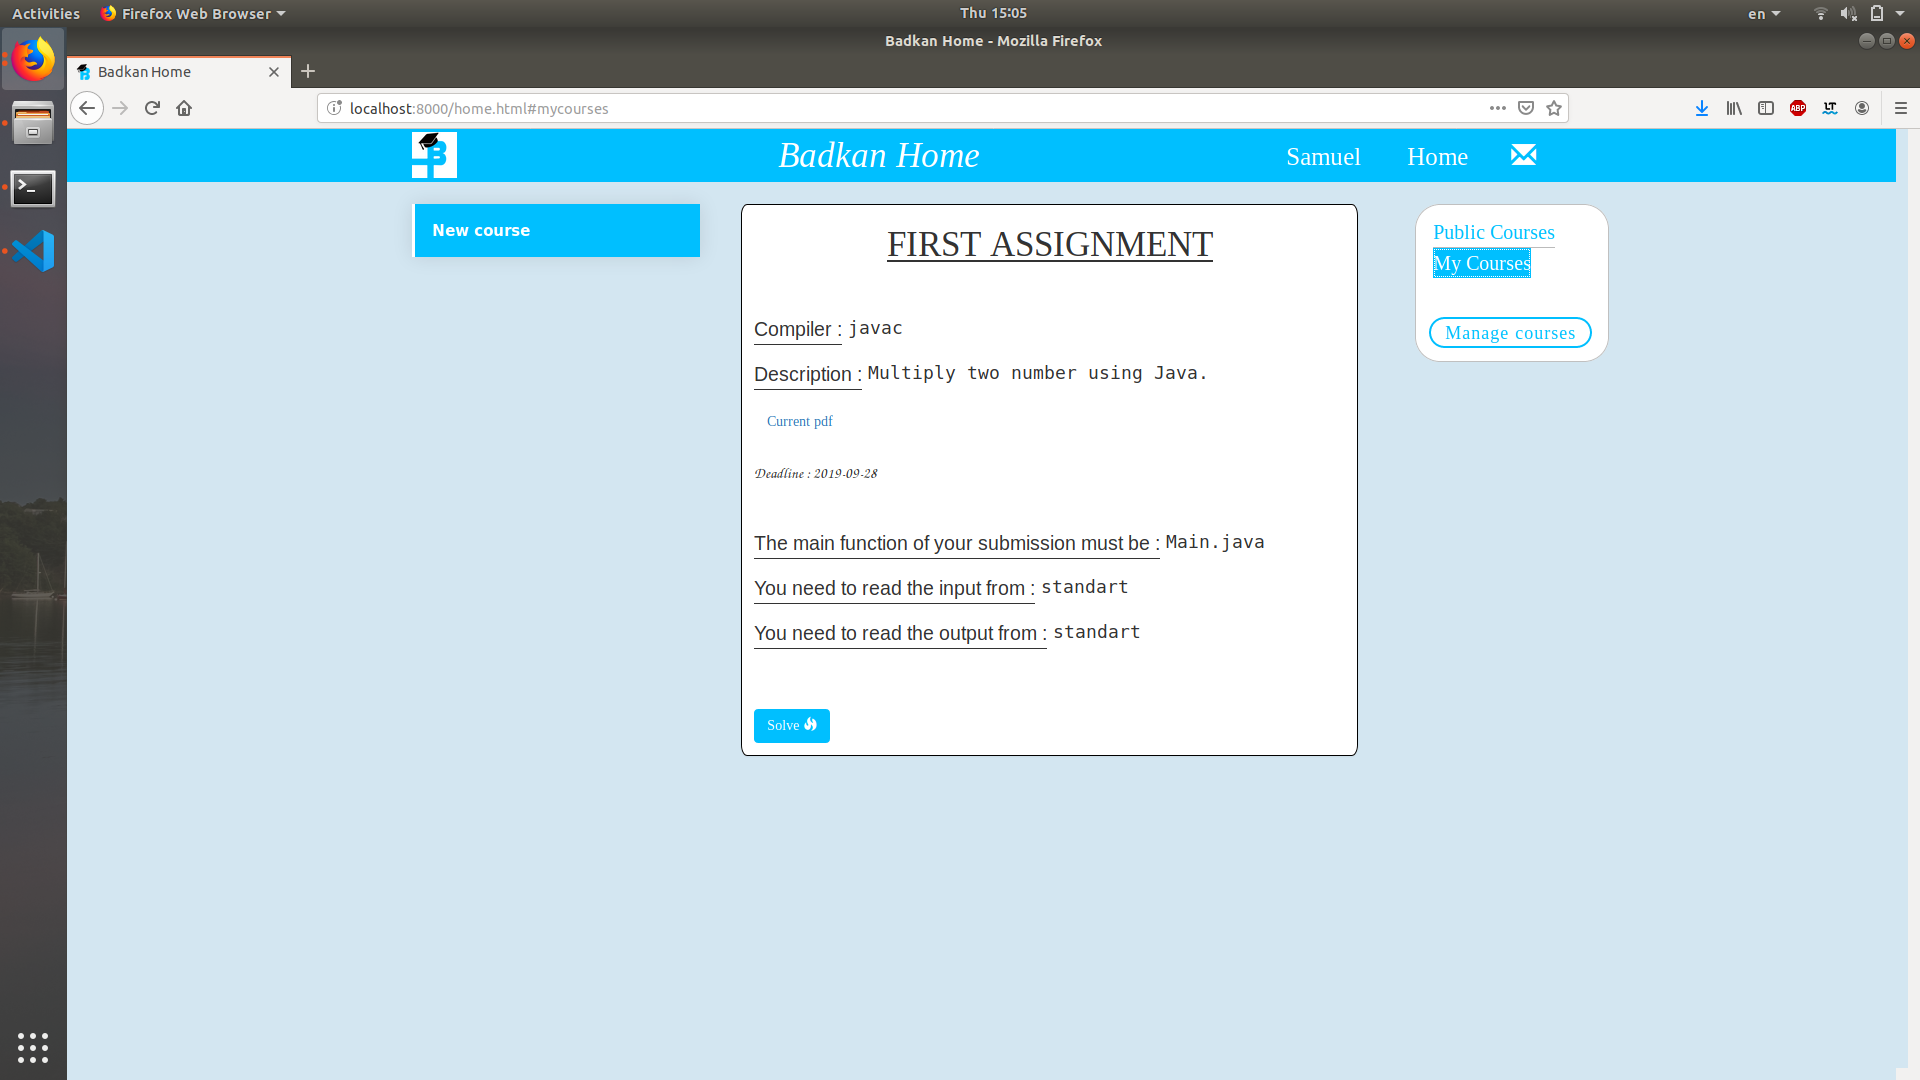 Activities Firefox Web Browser Thu 15:05 en
Badkan Home - Mozilla Firefox
Badkan Home
localhost:8000/home.html#mycourses ABP LT
B Badkan Home Samuel Home
New course
FIRST ASSIGNMENT
Compiler : javac
Description : Multiply two number using Java.
Current pdf
Deadline : 2019-09-28
The main function of your submission must be : Main.java
You need to read the input from : standart
You need to read the output from : standart
Solve
Public Courses
My Courses
Manage courses